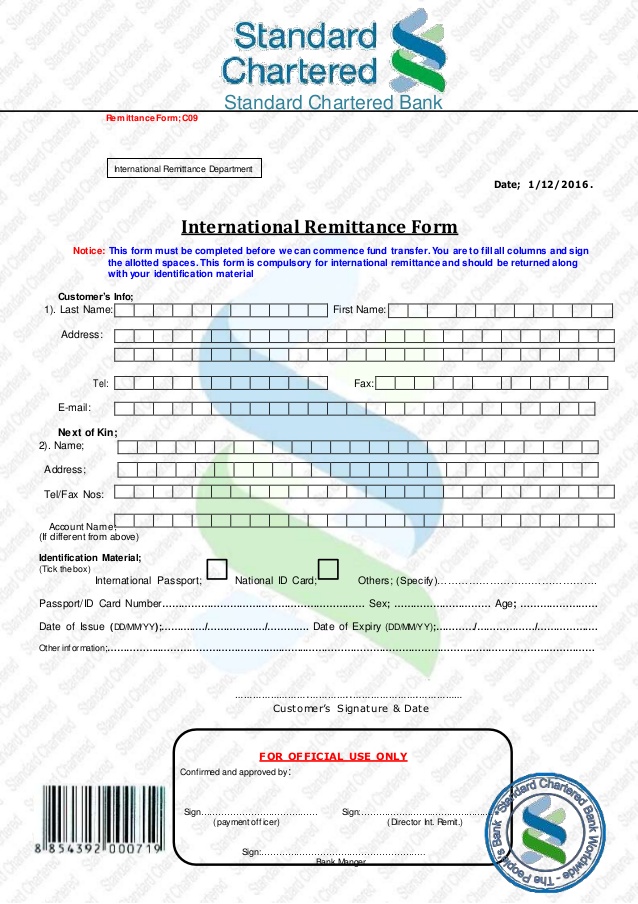 Standard
Chartered
Standard Chartered Bank
Remittance Form; C09
International Remittance Department
Date; 1/12/2016.
International Remittance Form
Notice: This form must be completed before we can commence fund transfer. You are to fill all columns and sign
the allotted spaces. This form is compulsory for international remittance and should be returned along
with your identification material
Customer's Info;
1). Last Name: First Name:
Address:
Tel: Fax:
E-mail:
Next of Kin;
2). Name;
Address;
Tel/Fax Nos:
Account Name;
(If different from above)
Identification Material;
(Tick the box)
International Passport; National ID Card; Others; (Specify)……………………………………
Passport/ID Card Number.................................................... Sex; ......................... Age; ....................
Date of Issue (DD/MM/YY);............/.............../........... Date of Expiry (DD/MM/YY);........../.............../................
Other information;..............................................................................................................................
……………………………………………………………
Customer's Signature & Date
FOR OFFICIAL USE ONLY
Confirmed and approved by:
Sign…………………………… Sign:……………………………
(payment officer) (Director Int. Remit.)
Sign:………………………………………
Bank Manger
8 854392 000719
*Standard Chartered Bank Worldwide - The People's Bank